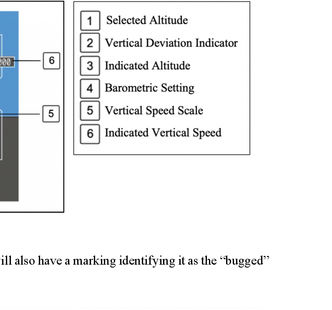 1 Selected Altitude
2 Vertical Deviation Indicator
3 Indicated Altitude
4 Barometric Setting
5 Vertical Speed Scale
6 Indicated Vertical Speed
6
5
ill also have a marking identifying it as the “bugged”